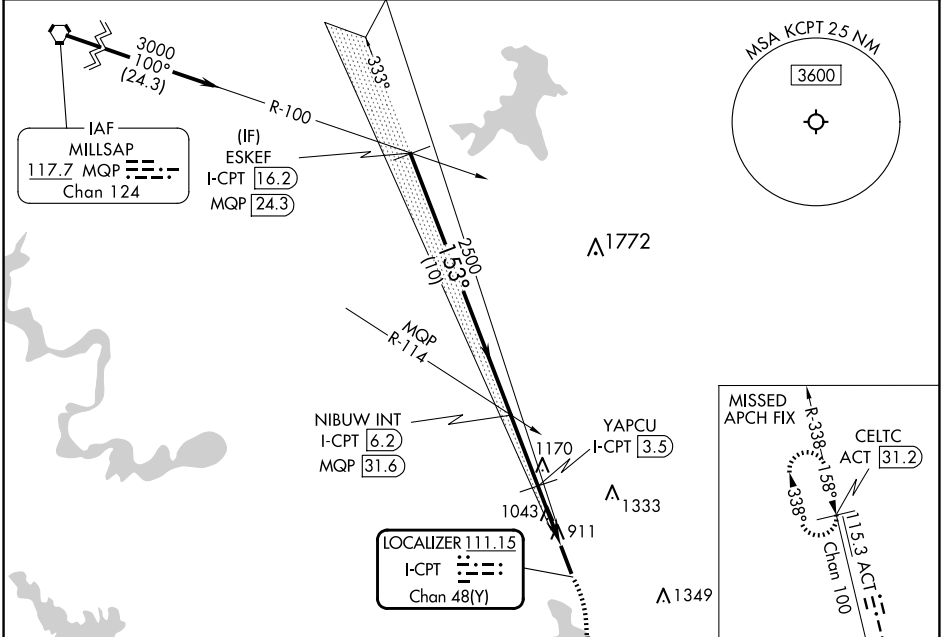 3000
100°
(24.3)
R-100
IAF
MILLSAP
117.7 MQP
Chan 124
(IF)
ESKEF
I-CPT 16.2
MQP 24.3
333°
MSA KCPT 25 NM
3600
1772
2500
153°
(10)
MQP
R-114
NIBUW INT
I-CPT 6.2
MQP 31.6
YAPCU
I-CPT 3.5
1170
1333
1043
911
LOCALIZER 111.15
I-CPT
Chan 48(Y)
1349
MISSED
APCH FIX
R-338
158°
338°
CELTC
ACT 31.2
115.3 ACT
Chan 100